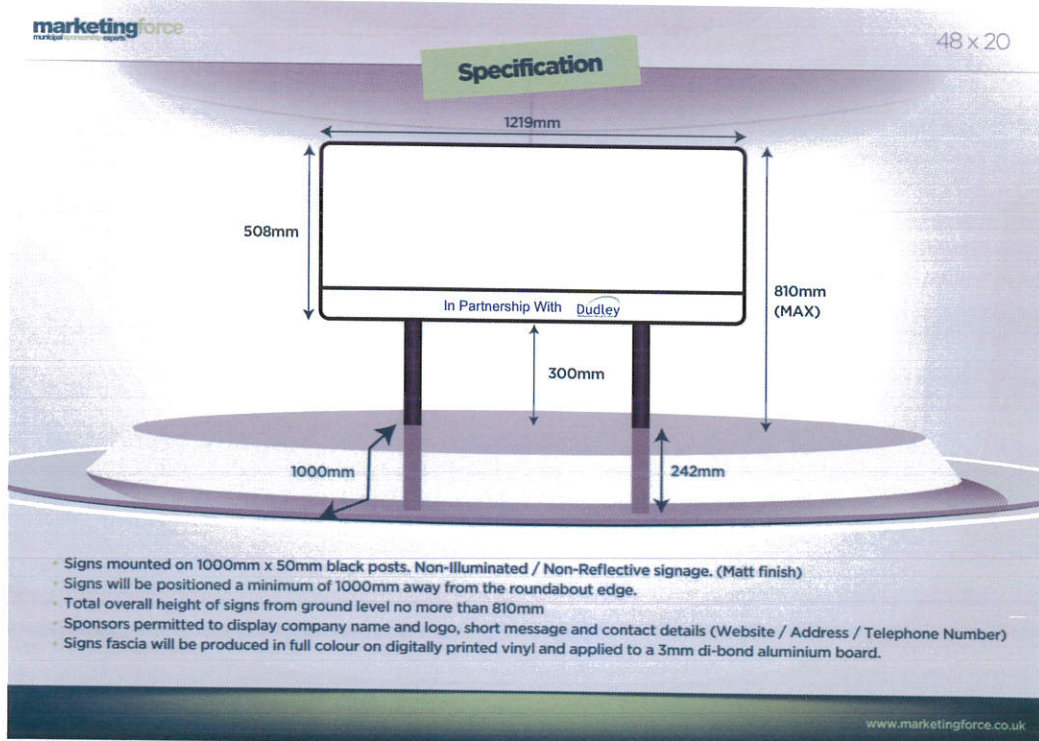 marketingforce
municipal sponsorship experts
48 x 20
Specification
1219mm
508mm
810mm
(MAX)
In Partnership With Dudley
300mm
1000mm
242mm
Signs mounted on 1000mm x 50mm black posts. Non-Illuminated / Non-Reflective signage. (Matt finish)
Signs will be positioned a minimum of 1000mm away from the roundabout edge.
Total overall height of signs from ground level no more than 810mm
Sponsors permitted to display company name and logo, short message and contact details (Website / Address / Telephone Number)
Signs fascia will be produced in full colour on digitally printed vinyl and applied to a 3mm di-bond aluminium board.
www.marketingforce.co.uk